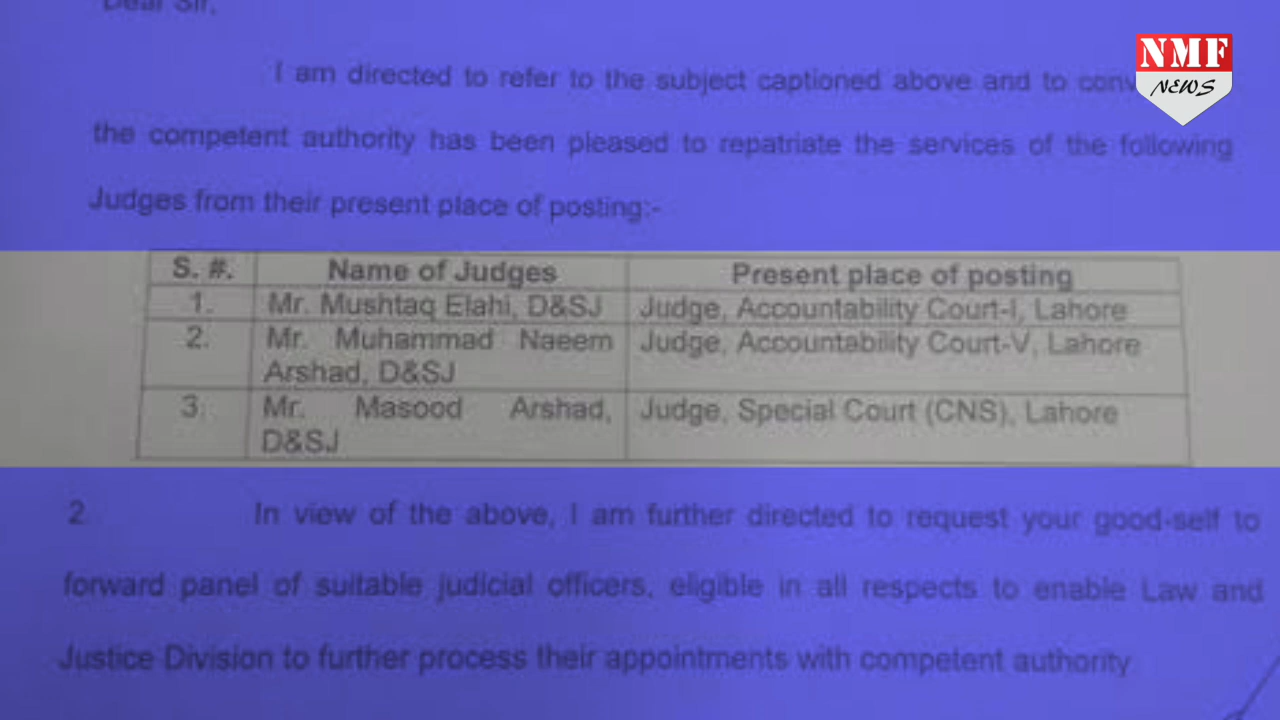 Dear Sir,
NMF
NEWS
I am directed to refer to the subject captioned above and to conv
the competent authority has been pleased to repatriate the services of the following
Judges from their present place of posting:-
S. #. Name of Judges Present place of posting
1. Mr. Mushtaq Elahi, D&SJ Judge, Accountability Court-I, Lahore
2. Mr. Muhammad Naeem Judge, Accountability Court-V, Lahore
Arshad, D&SJ
3. Mr. Masood Arshad, Judge, Special Court (CNS), Lahore
D&SJ
2. In view of the above, I am further directed to request your good-self to
forward panel of suitable judicial officers, eligible in all respects to enable Law and
Justice Division to further process their appointments with competent authority